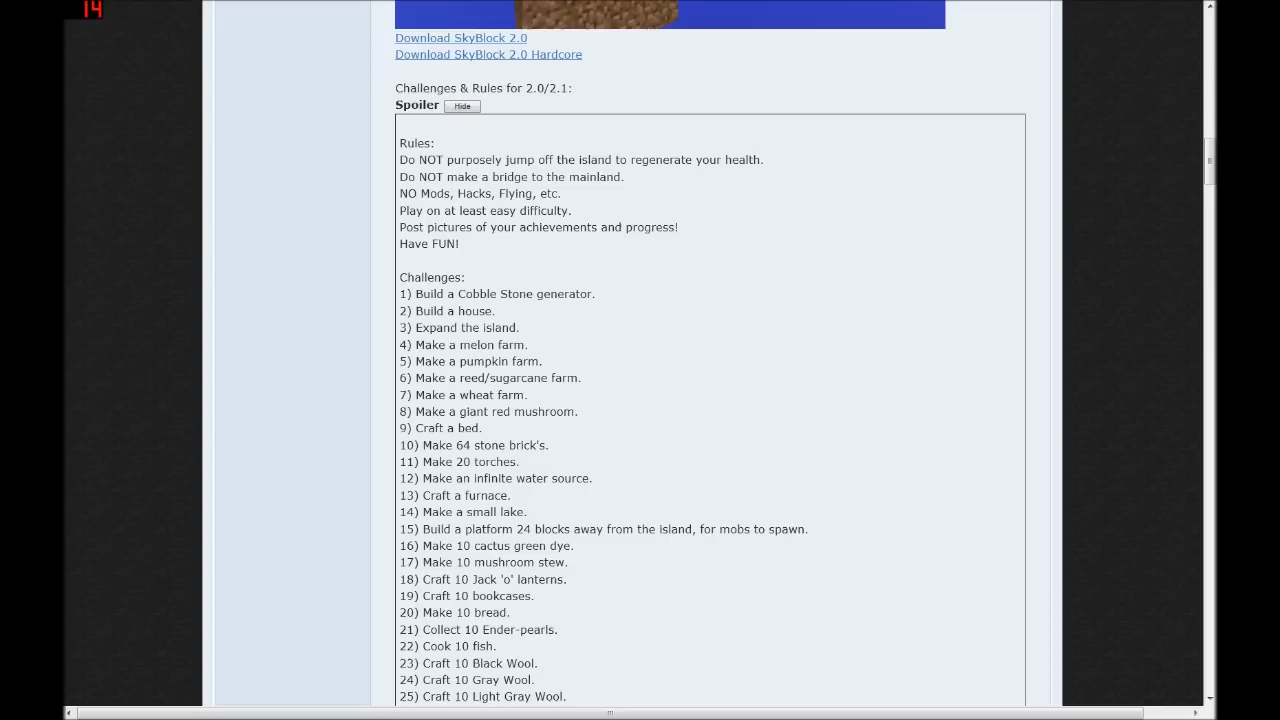 14
Download SkyBlock 2.0
Download SkyBlock 2.0 Hardcore
Challenges & Rules for 2.0/2.1:
Spoiler Hide
Rules:
Do NOT purposely jump off the island to regenerate your health.
Do NOT make a bridge to the mainland.
NO Mods, Hacks, Flying, etc.
Play on at least easy difficulty.
Post pictures of your achievements and progress!
Have FUN!
Challenges:
1) Build a Cobble Stone generator.
2) Build a house.
3) Expand the island.
4) Make a melon farm.
5) Make a pumpkin farm.
6) Make a reed/sugarcane farm.
7) Make a wheat farm.
8) Make a giant red mushroom.
9) Craft a bed.
10) Make 64 stone brick's.
11) Make 20 torches.
12) Make an infinite water source.
13) Craft a furnace.
14) Make a small lake.
15) Build a platform 24 blocks away from the island, for mobs to spawn.
16) Make 10 cactus green dye.
17) Make 10 mushroom stew.
18) Craft 10 Jack 'o' lanterns.
19) Craft 10 bookcases.
20) Make 10 bread.
21) Collect 10 Ender-pearls.
22) Cook 10 fish.
23) Craft 10 Black Wool.
24) Craft 10 Gray Wool.
25) Craft 10 Light Gray Wool.